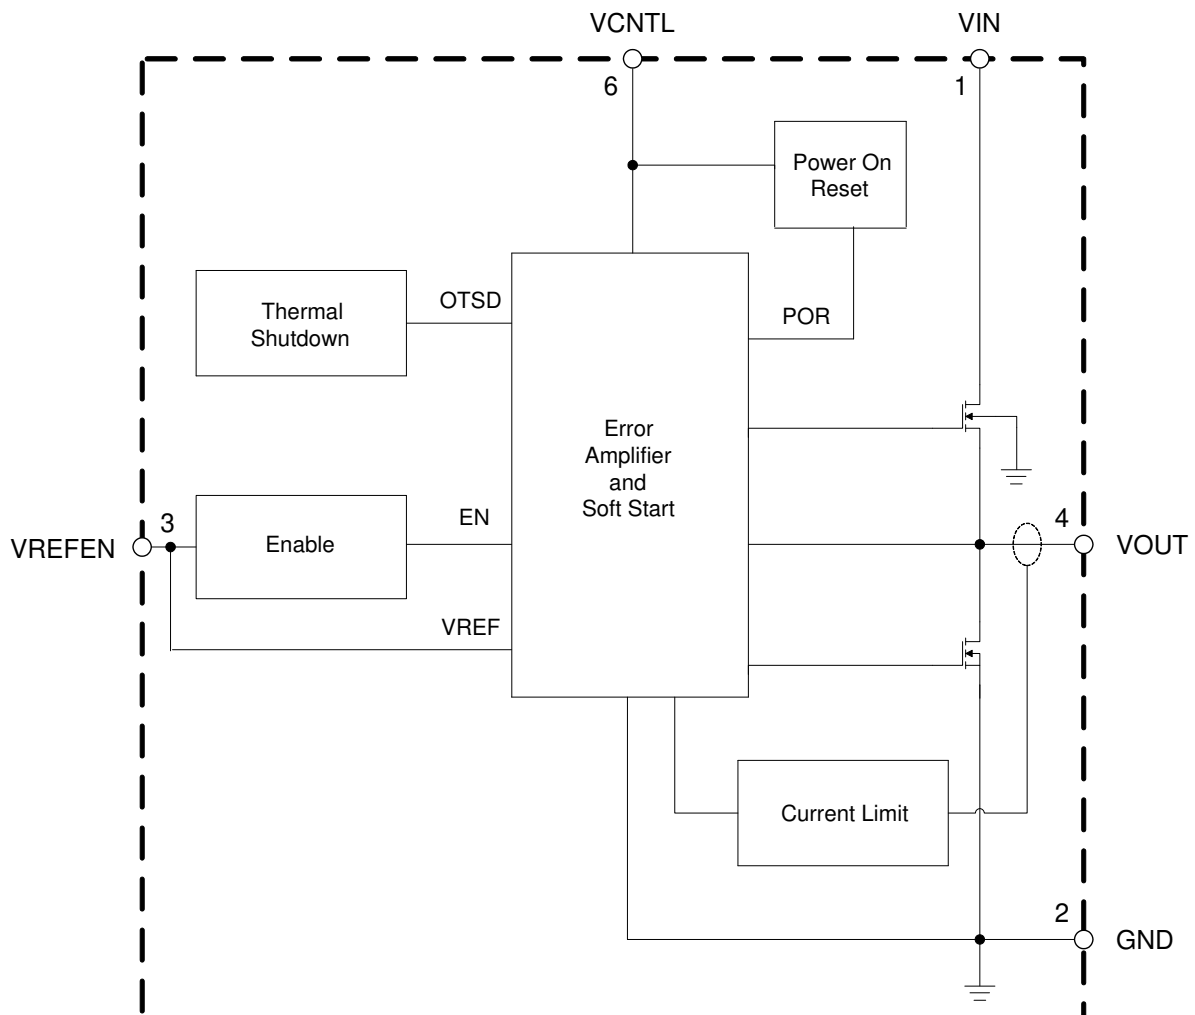 VCNTL
VIN
6
1
Power On
Reset
Thermal
Shutdown
OTSD
POR
Error
Amplifier
and
Soft Start
3
EN
4
VREFEN
Enable
VOUT
VREF
Current Limit
2
GND